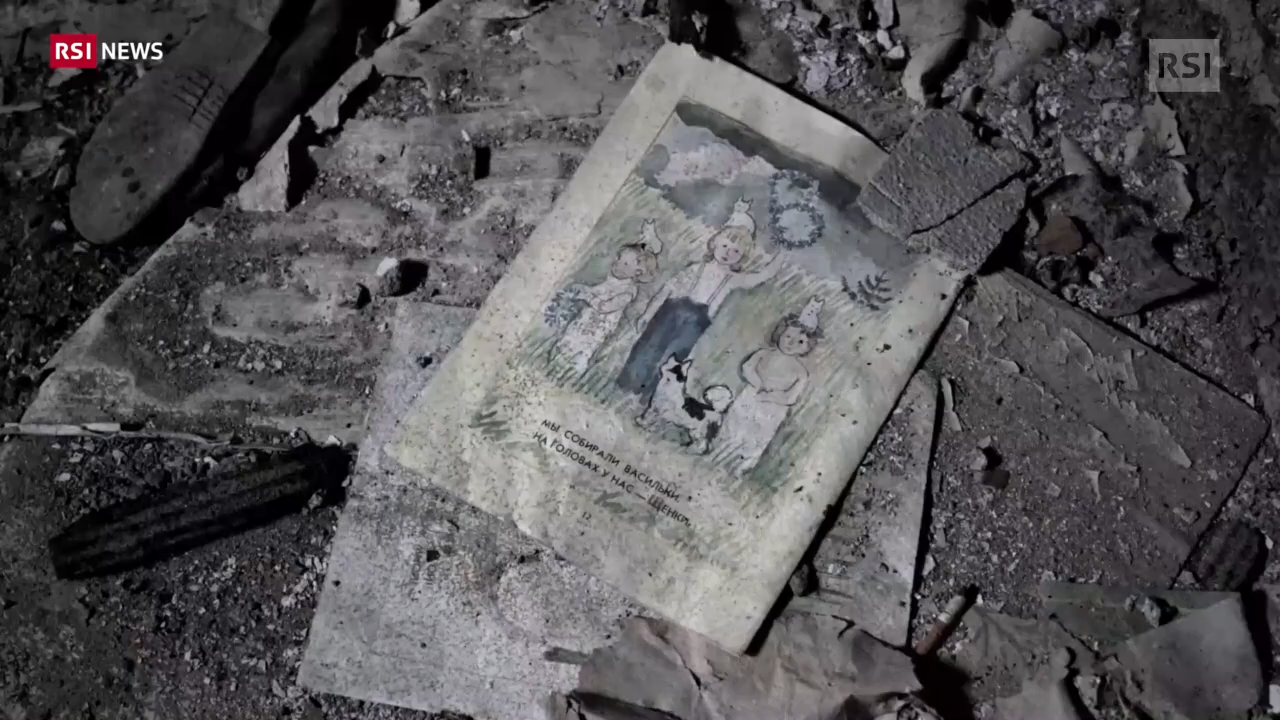 RSI NEWS
RSI
МЫ СОБИРАЛИ ВАСИЛЬКИ.
НА ГОЛОВАХ У НАС — ЩЕНКИ.
12